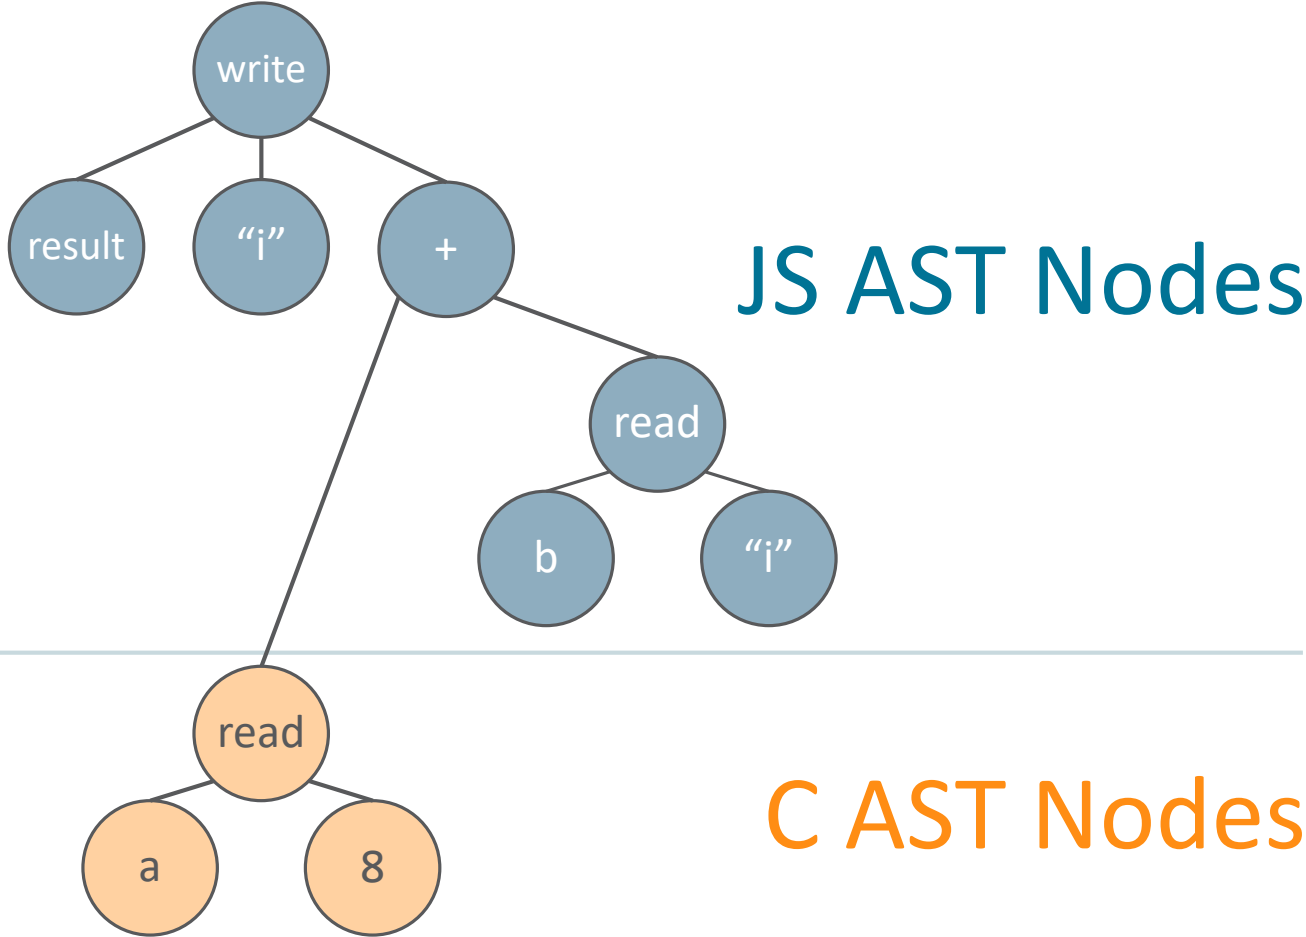 write
result
“i”
+
JS AST Nodes
read
b
“i”
read
C AST Nodes
a
8